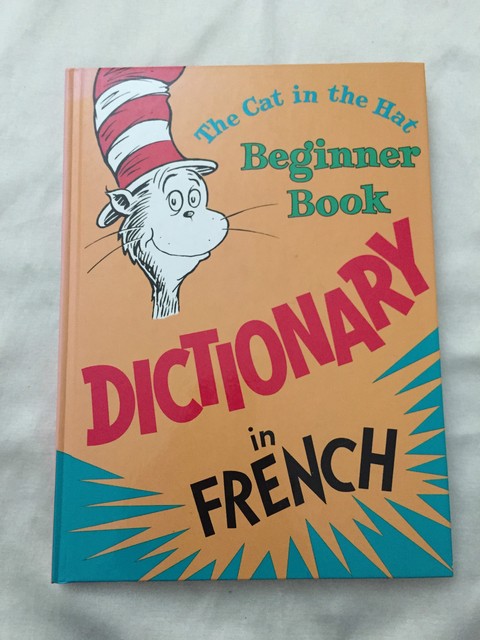 The Cat in the Hat
Beginner
Book
DICTIONARY
in
FRENCH